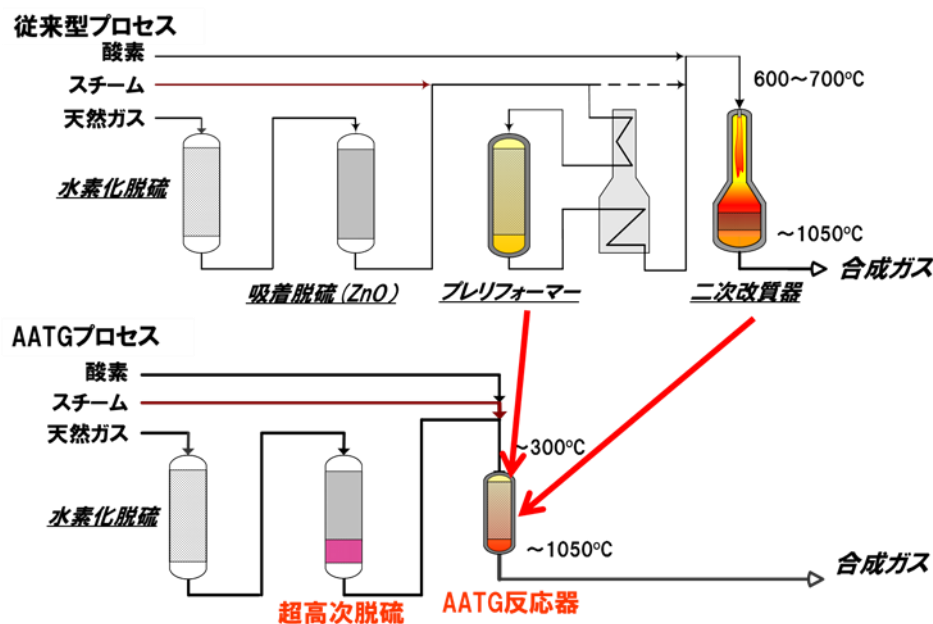 従来型プロセス
酸素
スチーム
天然ガス
600～700℃
水素化脱硫
～1050℃
合成ガス
吸着脱硫(ZnO)
プレリフォーマー
二次改質器
AATGプロセス
酸素
スチーム
天然ガス
～300℃
水素化脱硫
～1050℃
合成ガス
超高次脱硫
AATG反応器